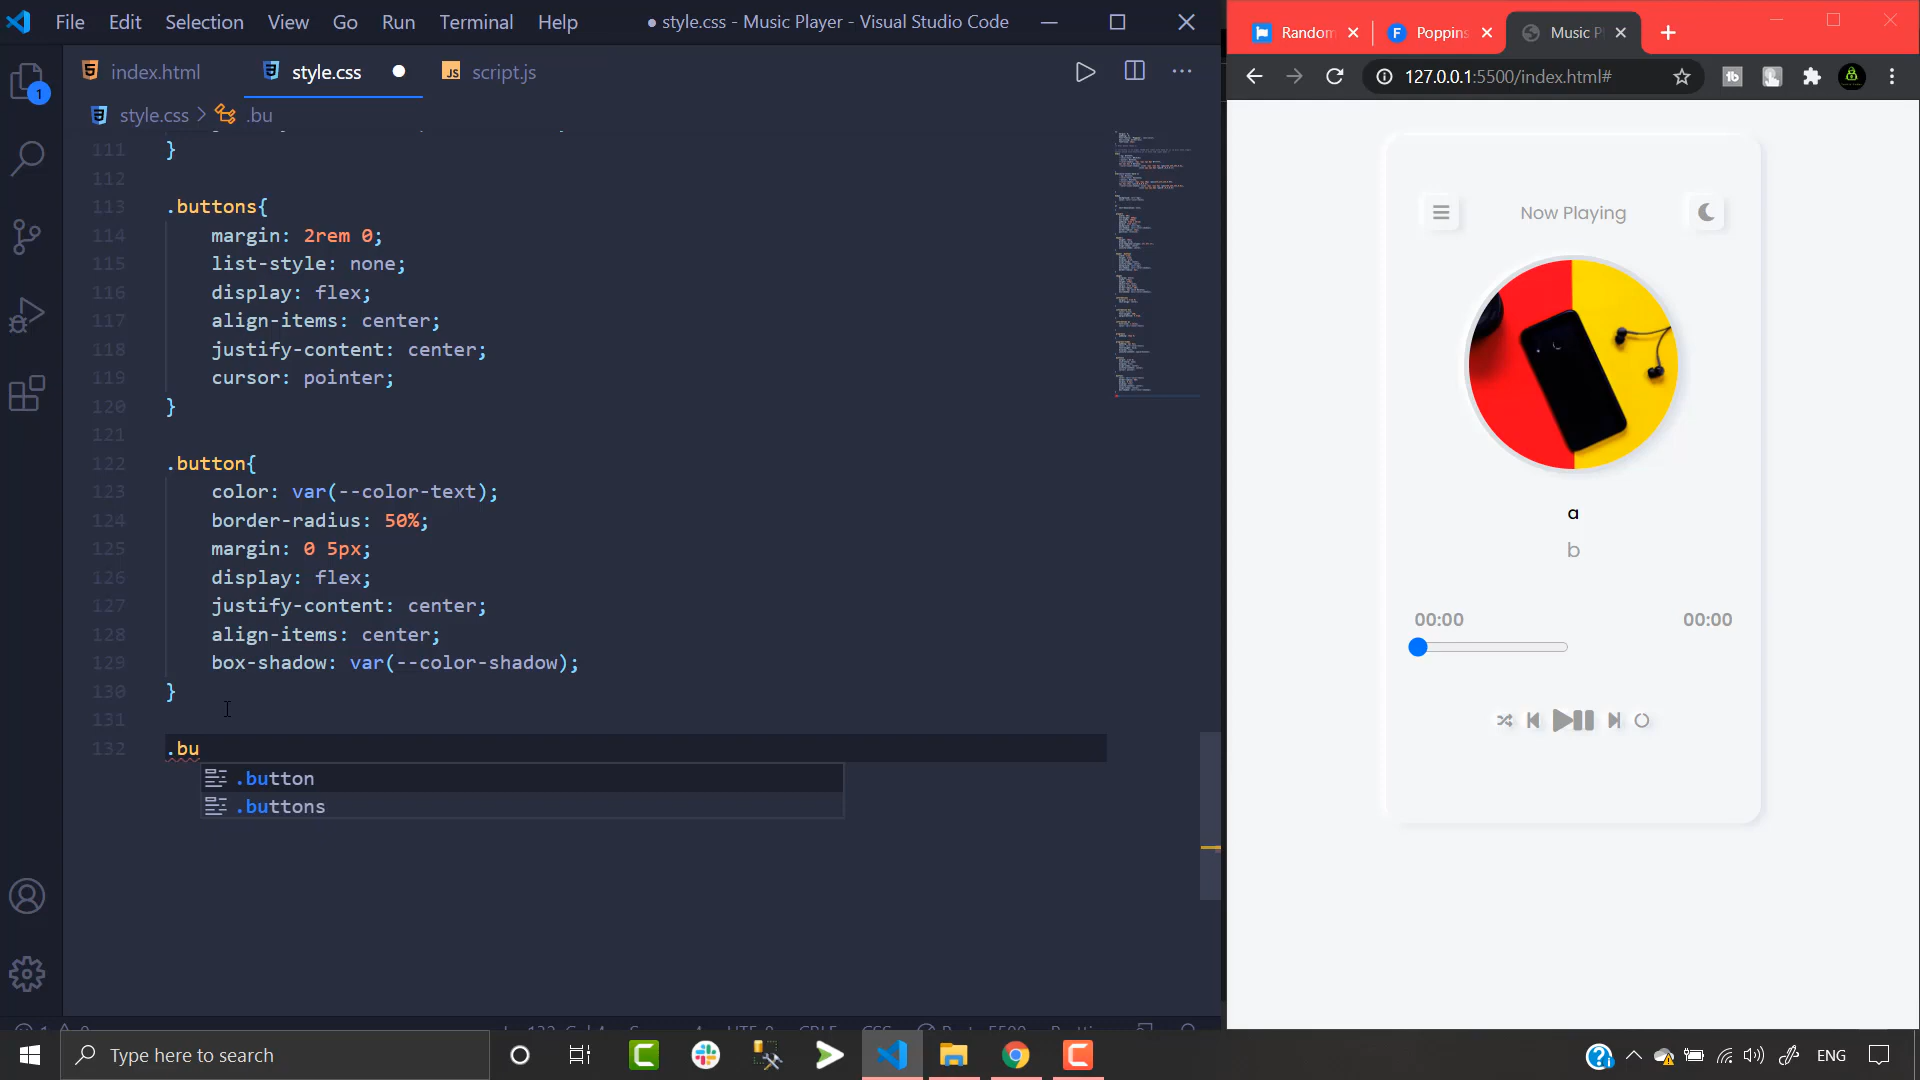 File Edit Selection View Go Run Terminal Help
● style.css - Music Player - Visual Studio Code
index.html style.css script.js
style.css > .bu
111 }
112
113 .buttons{
114 margin: 2rem 0;
115 list-style: none;
116 display: flex;
117 align-items: center;
118 justify-content: center;
119 cursor: pointer;
120 }
121
122 .button{
123 color: var(--color-text);
124 border-radius: 50%;
125 margin: 0 5px;
126 display: flex;
127 justify-content: center;
128 align-items: center;
129 box-shadow: var(--color-shadow);
130 }
131
132 .bu
.button
.buttons
1
JS
Random
F Poppins
Music P
127.0.0.1:5500/index.html#
Now Playing
a
b
00:00 00:00
Type here to search
ENG